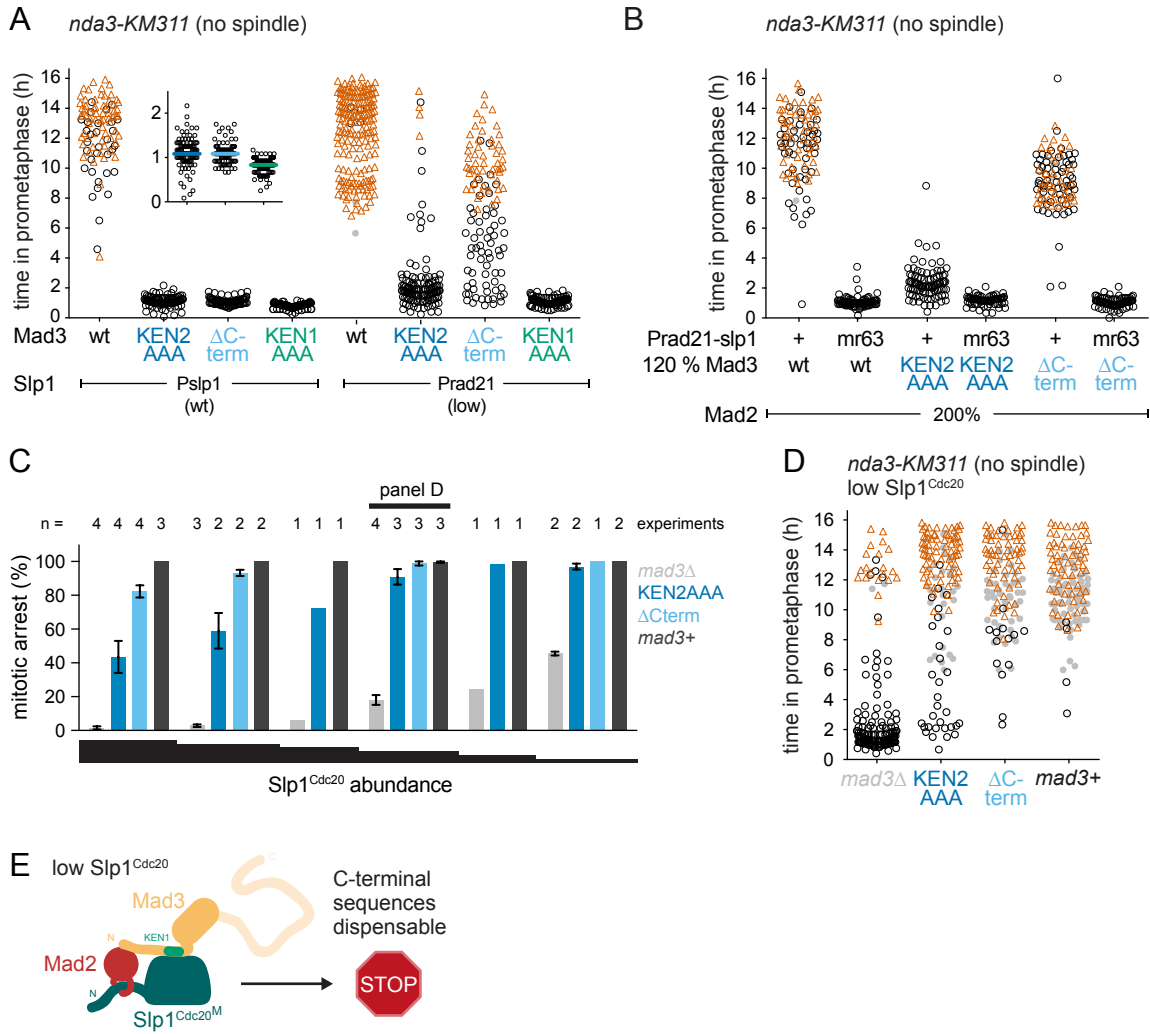 A
nda3-KM311 (no spindle)
time in prometaphase (h)
16
14
12
10
8
6
4
2
0
2
1
0
Mad3
wt
KEN2
AAA
ΔC-
term
KEN1
AAA
wt
KEN2
AAA
ΔC-
term
KEN1
AAA
Slp1
Pslp1
(wt)
Prad21
(low)
B
nda3-KM311 (no spindle)
time in prometaphase (h)
16
14
12
10
8
6
4
2
0
Prad21-slp1
+
mr63
+
mr63
+
mr63
120 % Mad3
wt
wt
KEN2
AAA
KEN2
AAA
ΔC-
term
ΔC-
term
Mad2
200%
C
panel D
n =
4
4
4
3
3
2
2
2
1
1
1
4
3
3
3
1
1
1
2
2
1
2
experiments
mitotic arrest (%)
100
80
60
40
20
0
mad3Δ
KEN2AAA
ΔCterm
mad3+
Slp1Cdc20 abundance
D
nda3-KM311 (no spindle)
low Slp1Cdc20
time in prometaphase (h)
16
14
12
10
8
6
4
2
0
mad3Δ
KEN2
AAA
ΔC-
term
mad3+
E
low Slp1Cdc20
C
Mad3
N
KEN1
Mad2
N
Slp1Cdc20M
C-terminal
sequences
dispensable
STOP